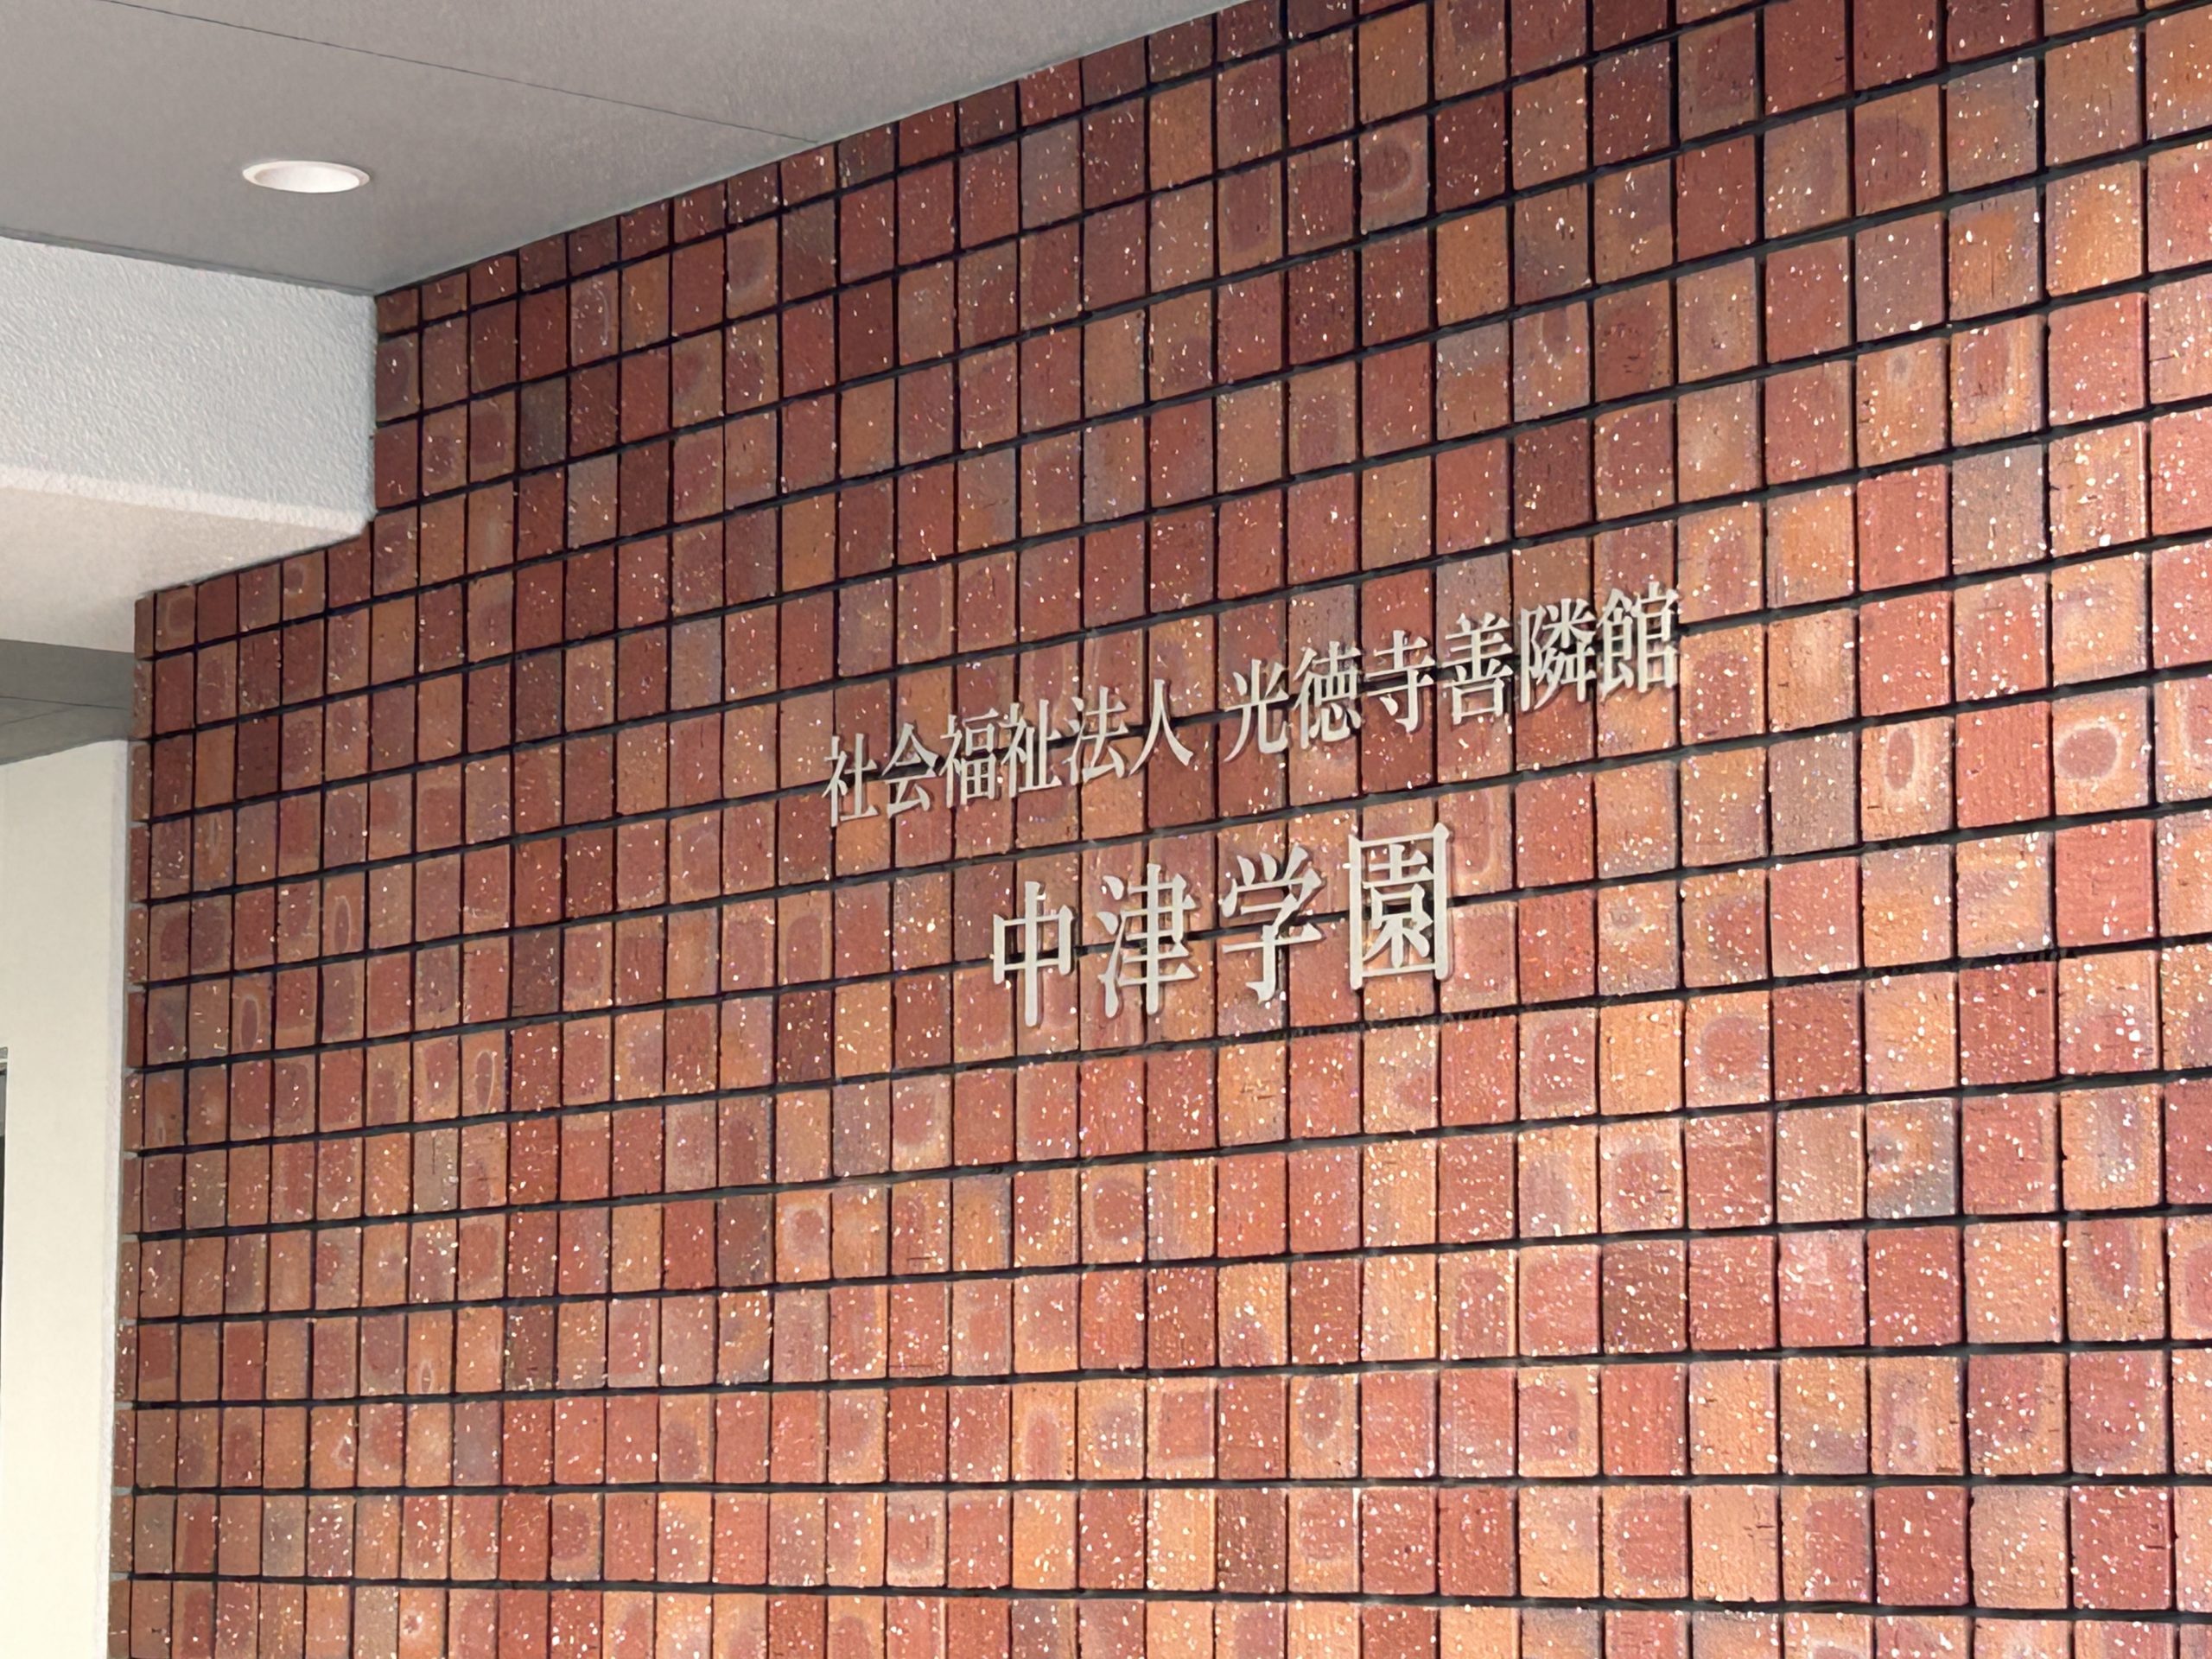 社会福祉法人 光徳寺善隣館
中津学園